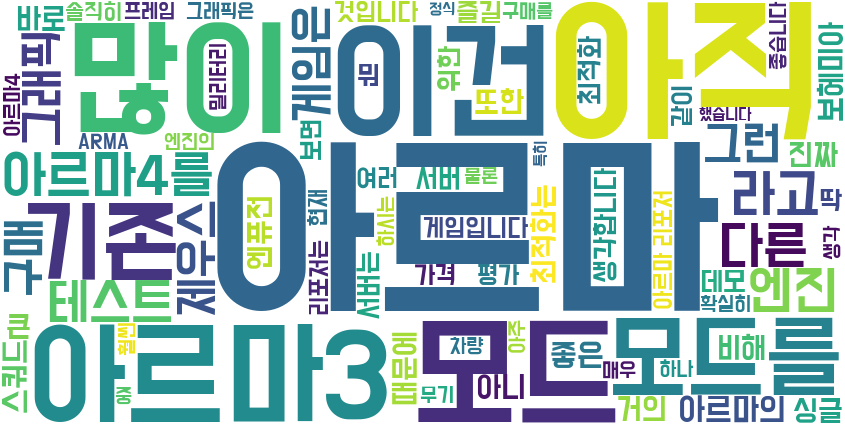 바로
솔직히
프레임
그래픽은
것입니다
정식
즐길
구매를
많이
밀리터리
게임은
이건
아직
위한
또한
최적화
좋습니다
보헤미아
아르마4
그래픽
같이
했습니다
ARMA
엔진의
보면
그런
진짜
아르마4를
아르마
여러
서버
물론
특히
라고
딱
기존
제우스
엔퓨전
현재
하시는
게임입니다
최적화는
생각합니다
아르마 리포저
다른
생각
구매
테스트
리포저는
서버는
가격
평가
데모
확실히
엔진
스쿼드
아르마3
때문에
모드
차량
아주
좋은
모드를
비해
매우
하나
무기
아니
거의
아르마의
싱글